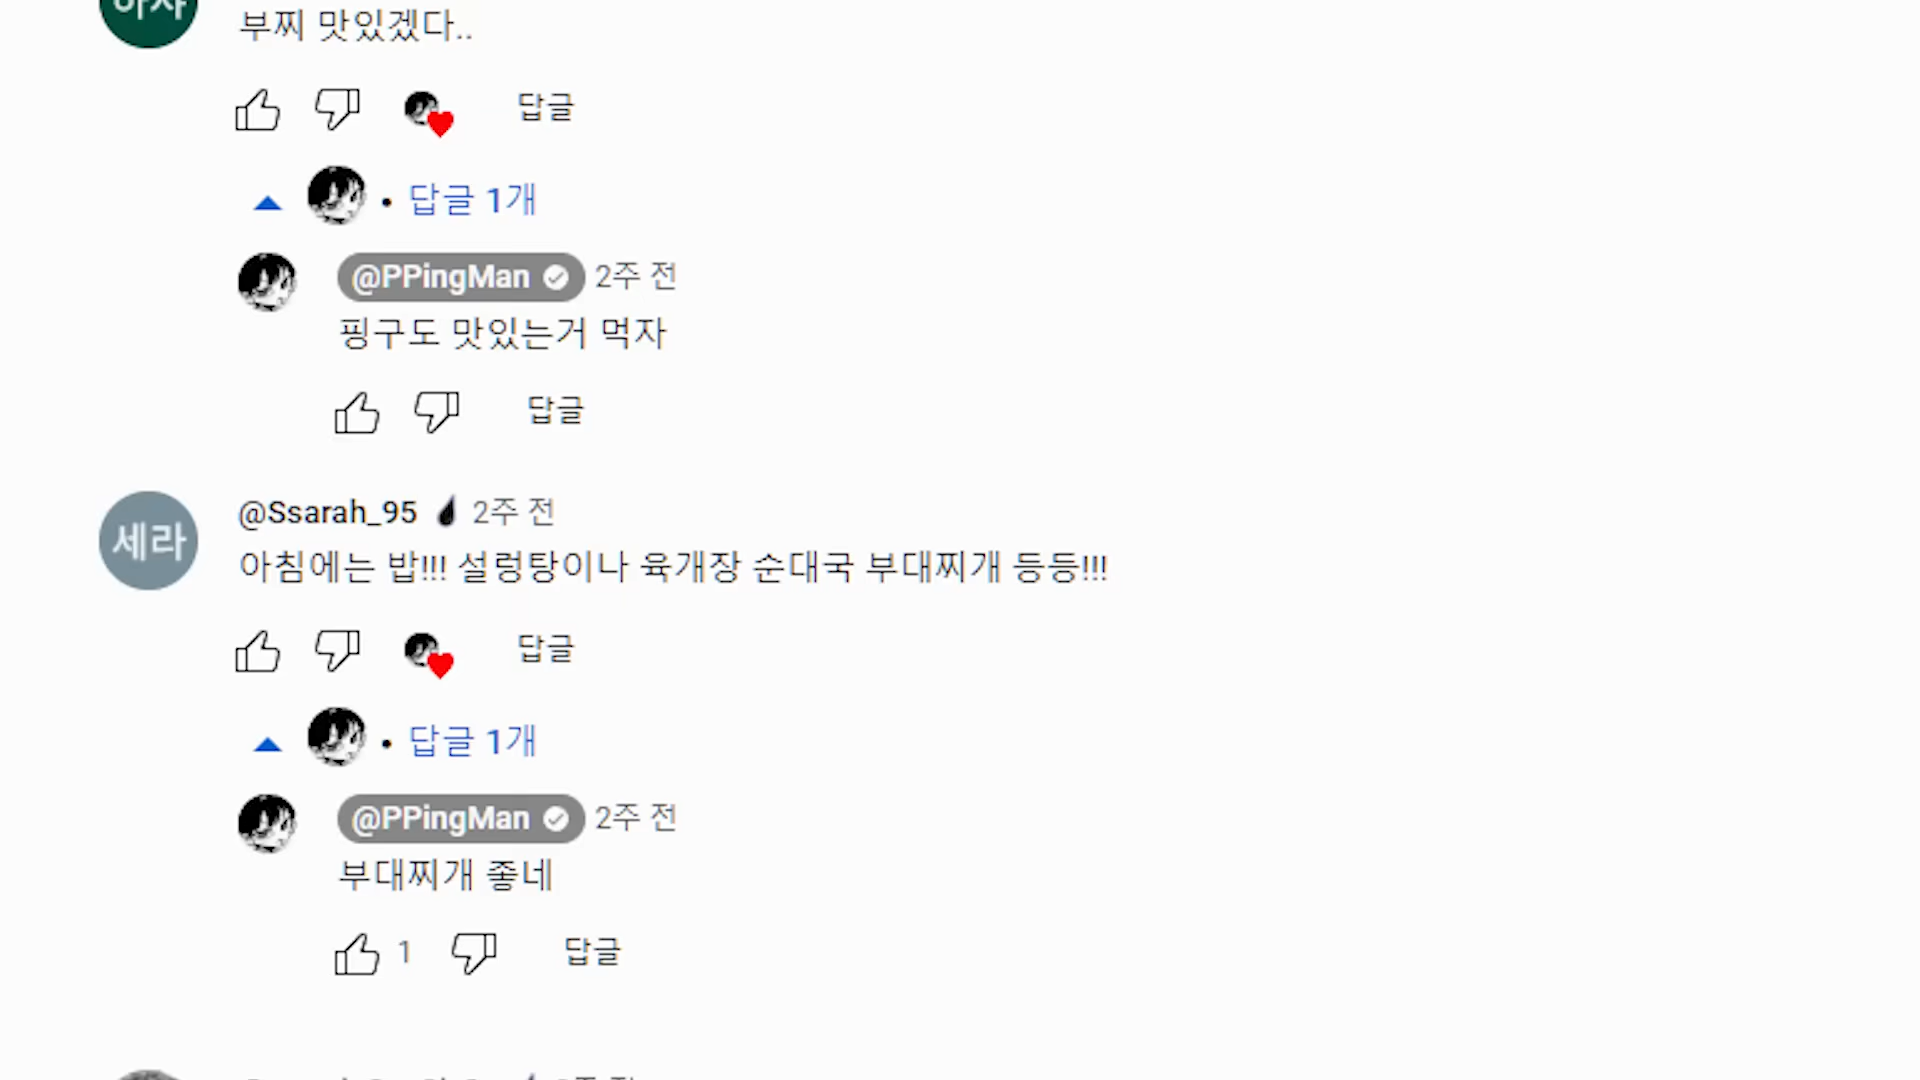 부찌 맛있겠다..
답글
답글 1개
@PPingMan 2주 전
핑구도 맛있는거 먹자
답글
세라
@Ssarah_95 2주 전
아침에는 밥!!! 설렁탕이나 육개장 순대국 부대찌개 등등!!!
답글
답글 1개
@PPingMan 2주 전
부대찌개 좋네
1 답글